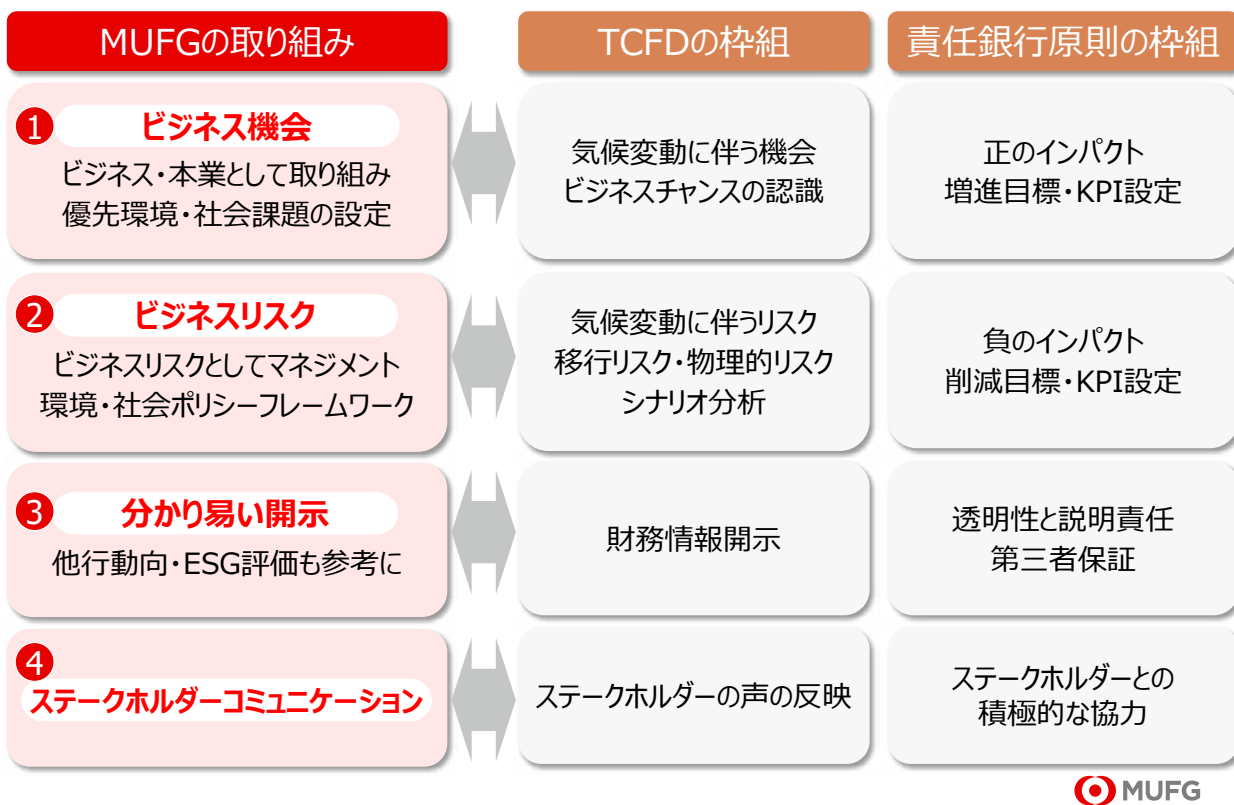 MUFGの取り組み
TCFDの枠組
責任銀行原則の枠組
1
ビジネス機会
ビジネス・本業として取り組み
優先環境・社会課題の設定
気候変動に伴う機会
ビジネスチャンスの認識
正のインパクト
増進目標・KPI設定
2
ビジネスリスク
ビジネスリスクとしてマネジメント
環境・社会ポリシーフレームワーク
気候変動に伴うリスク
移行リスク・物理的リスク
シナリオ分析
負のインパクト
削減目標・KPI設定
3
分かり易い開示
他行動向・ESG評価も参考に
財務情報開示
透明性と説明責任
第三者保証
4
ステークホルダーコミュニケーション
ステークホルダーの声の反映
ステークホルダーとの
積極的な協力
MUFG